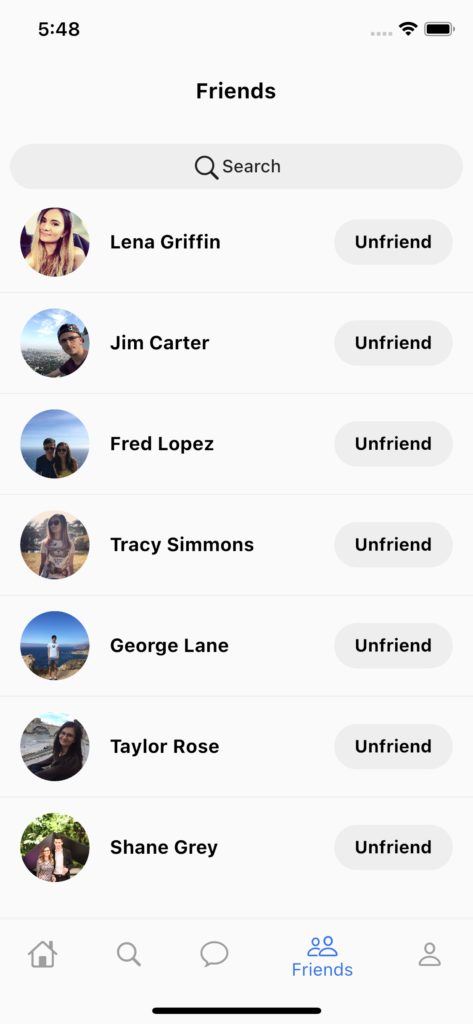 5:48
Friends
Search
Lena Griffin
Unfriend
Jim Carter
Unfriend
Fred Lopez
Unfriend
Tracy Simmons
Unfriend
George Lane
Unfriend
Taylor Rose
Unfriend
Shane Grey
Unfriend
Friends